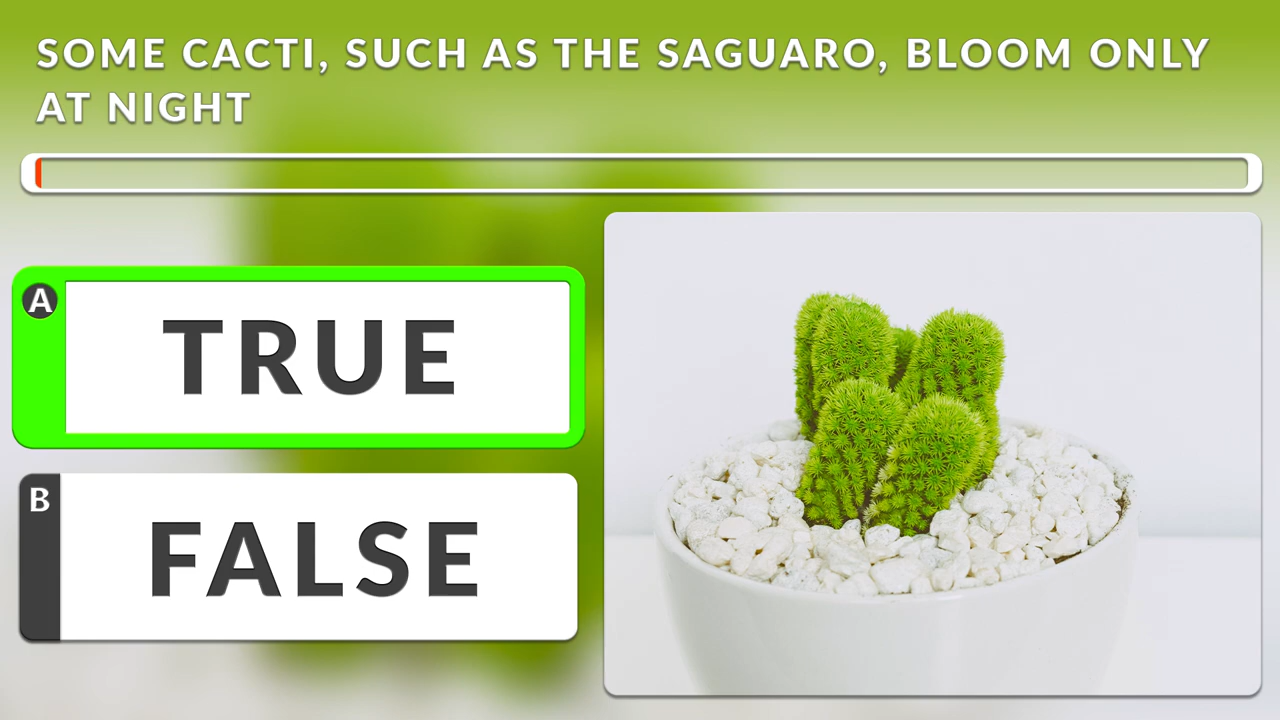 SOME CACTI, SUCH AS THE SAGUARO, BLOOM ONLY
AT NIGHT
A
TRUE
B
FALSE